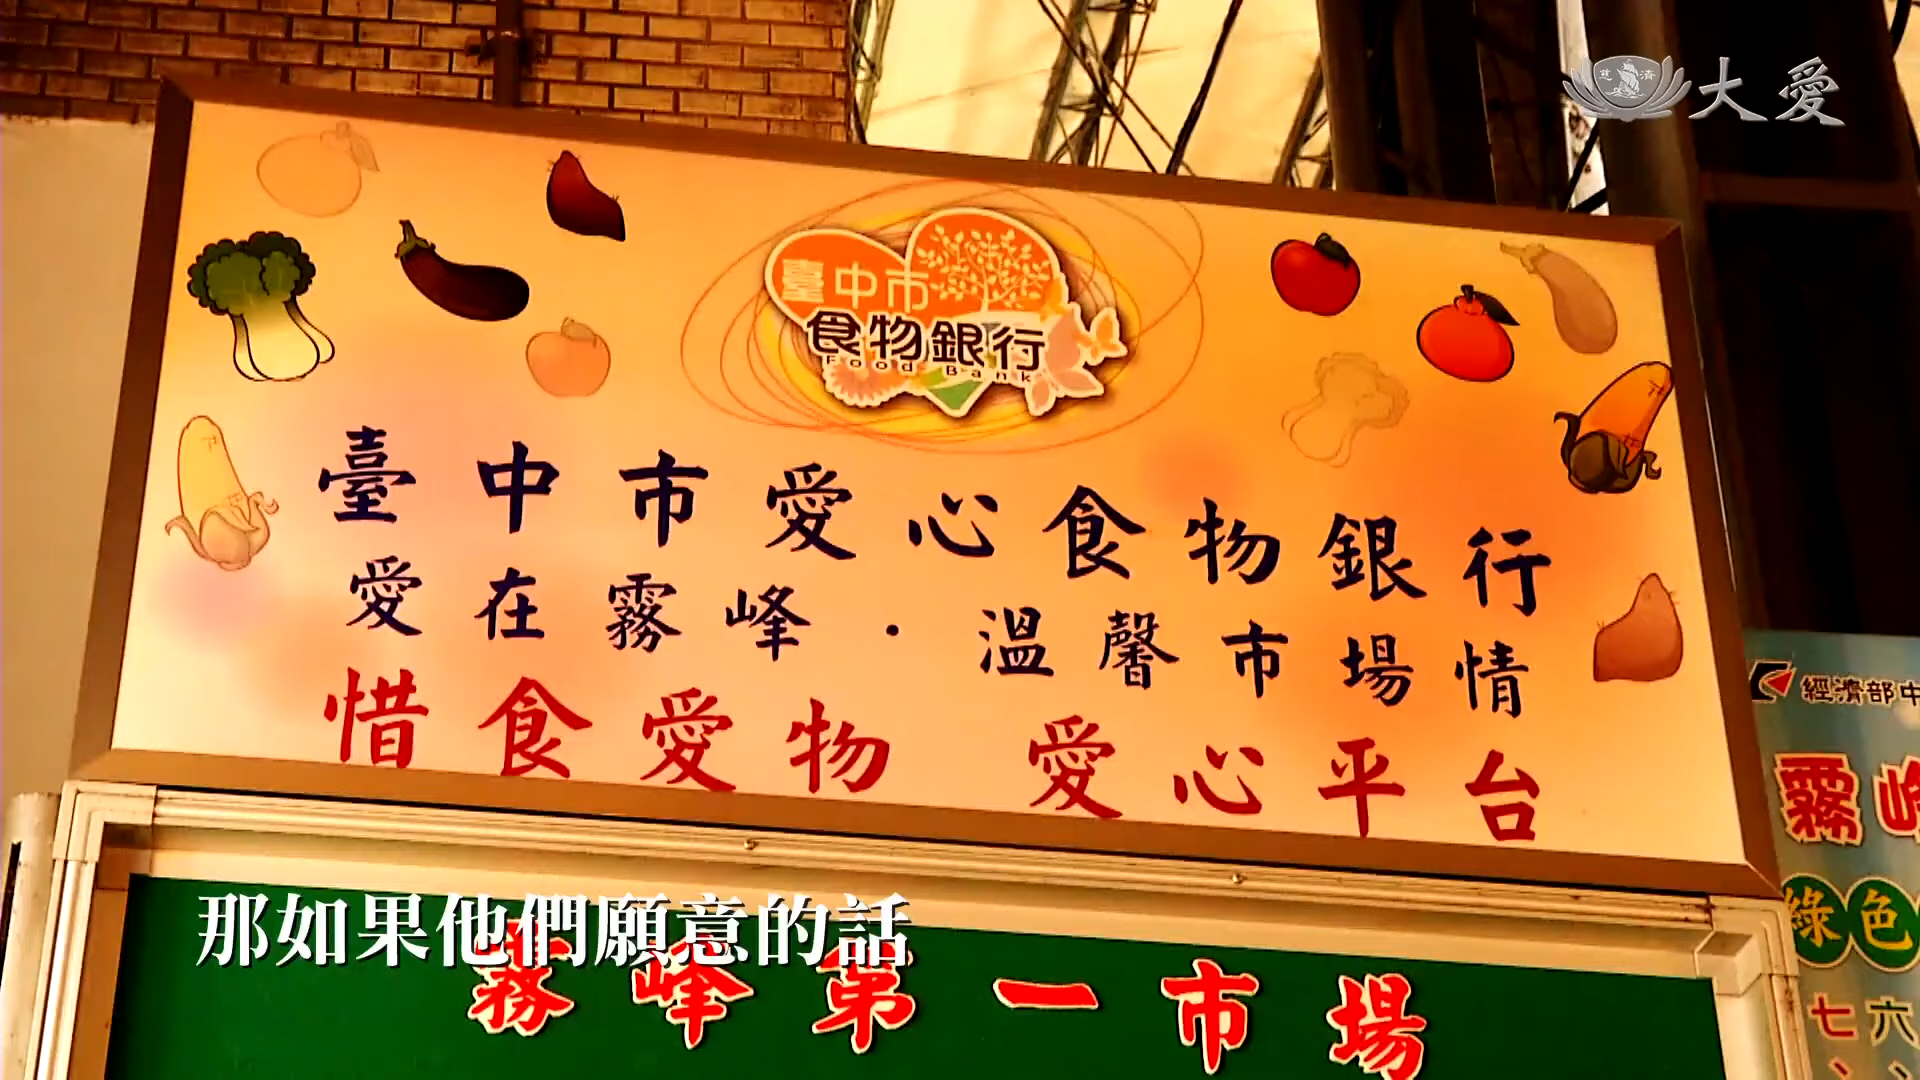 慈濟 大愛
臺中市
食物銀行
Food Bank
臺中市愛心食物銀行
愛在霧峰·溫馨市場情
惜食愛物 愛心平台
經濟部中
霧峰
綠色
七、六、
那如果他們願意的話
霧峰第一市場